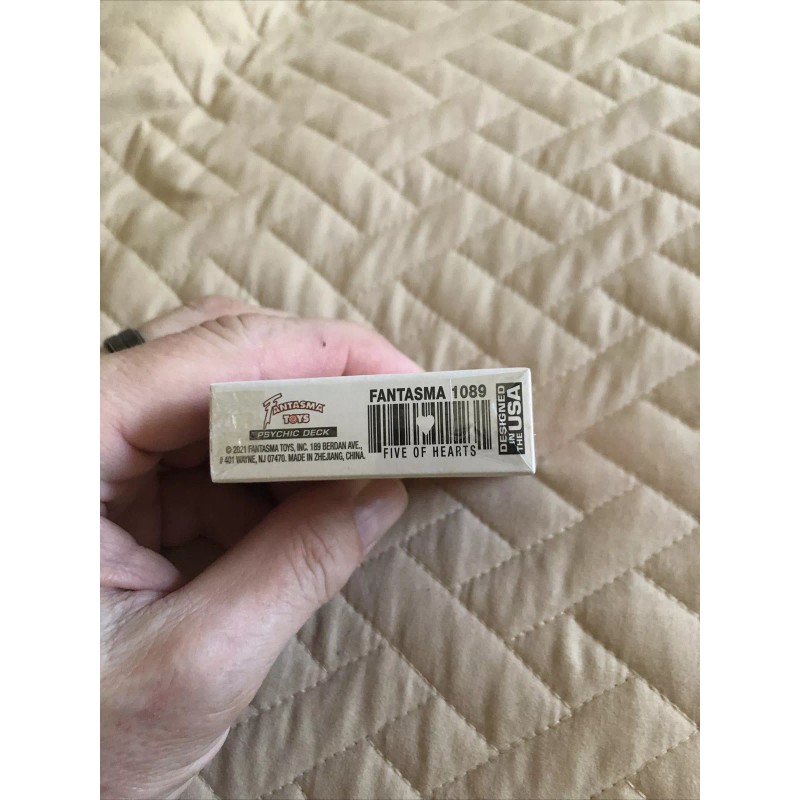 FANTASMA
TOYS
PSYCHIC DECK
© 2021 FANTASMA TOYS, INC. 189 BERDAN AVE.,
# 401 WAYNE, NJ 07470. MADE IN ZHEJIANG, CHINA.
FANTASMA 1089
FIVE OF HEARTS
DESIGNED
IN THE
USA